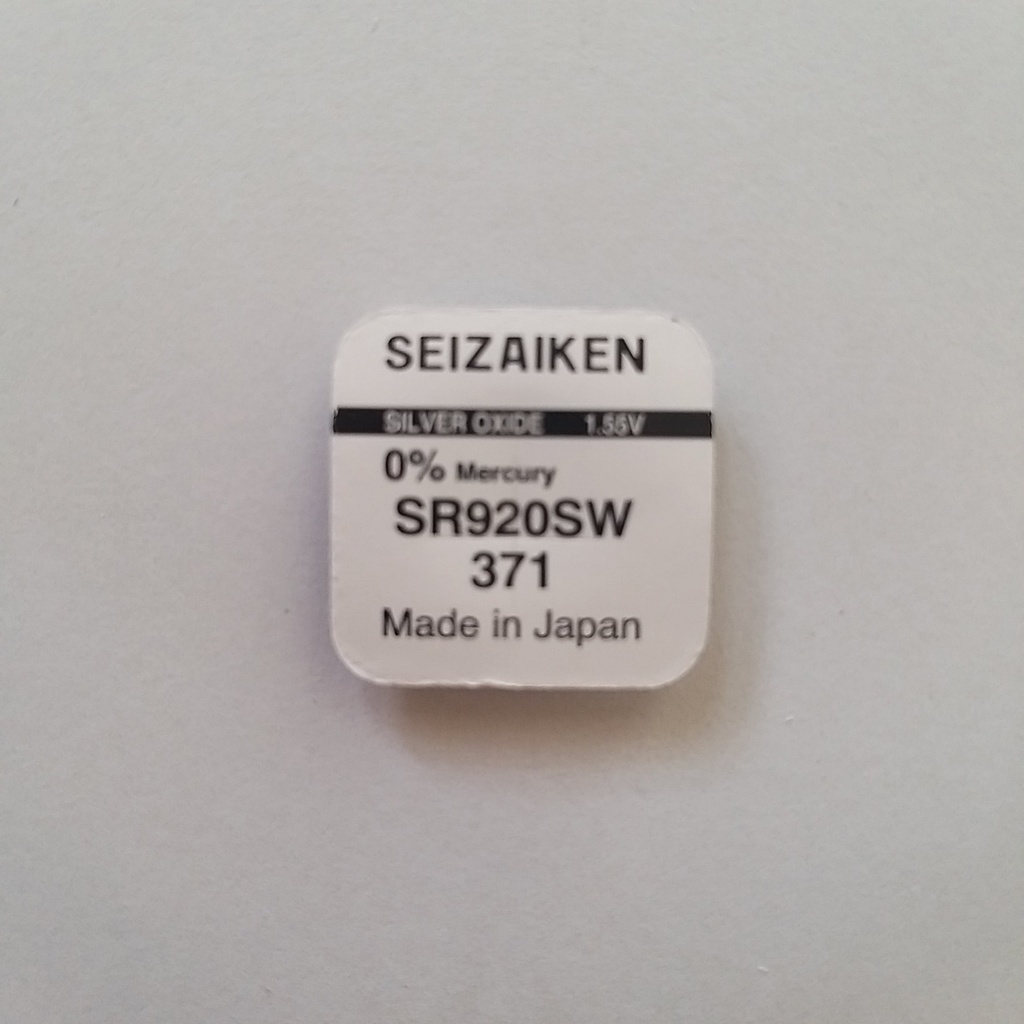 SEIZAIKEN
SILVER OXIDE 1.55V
0% Mercury
SR920SW
371
Made in Japan